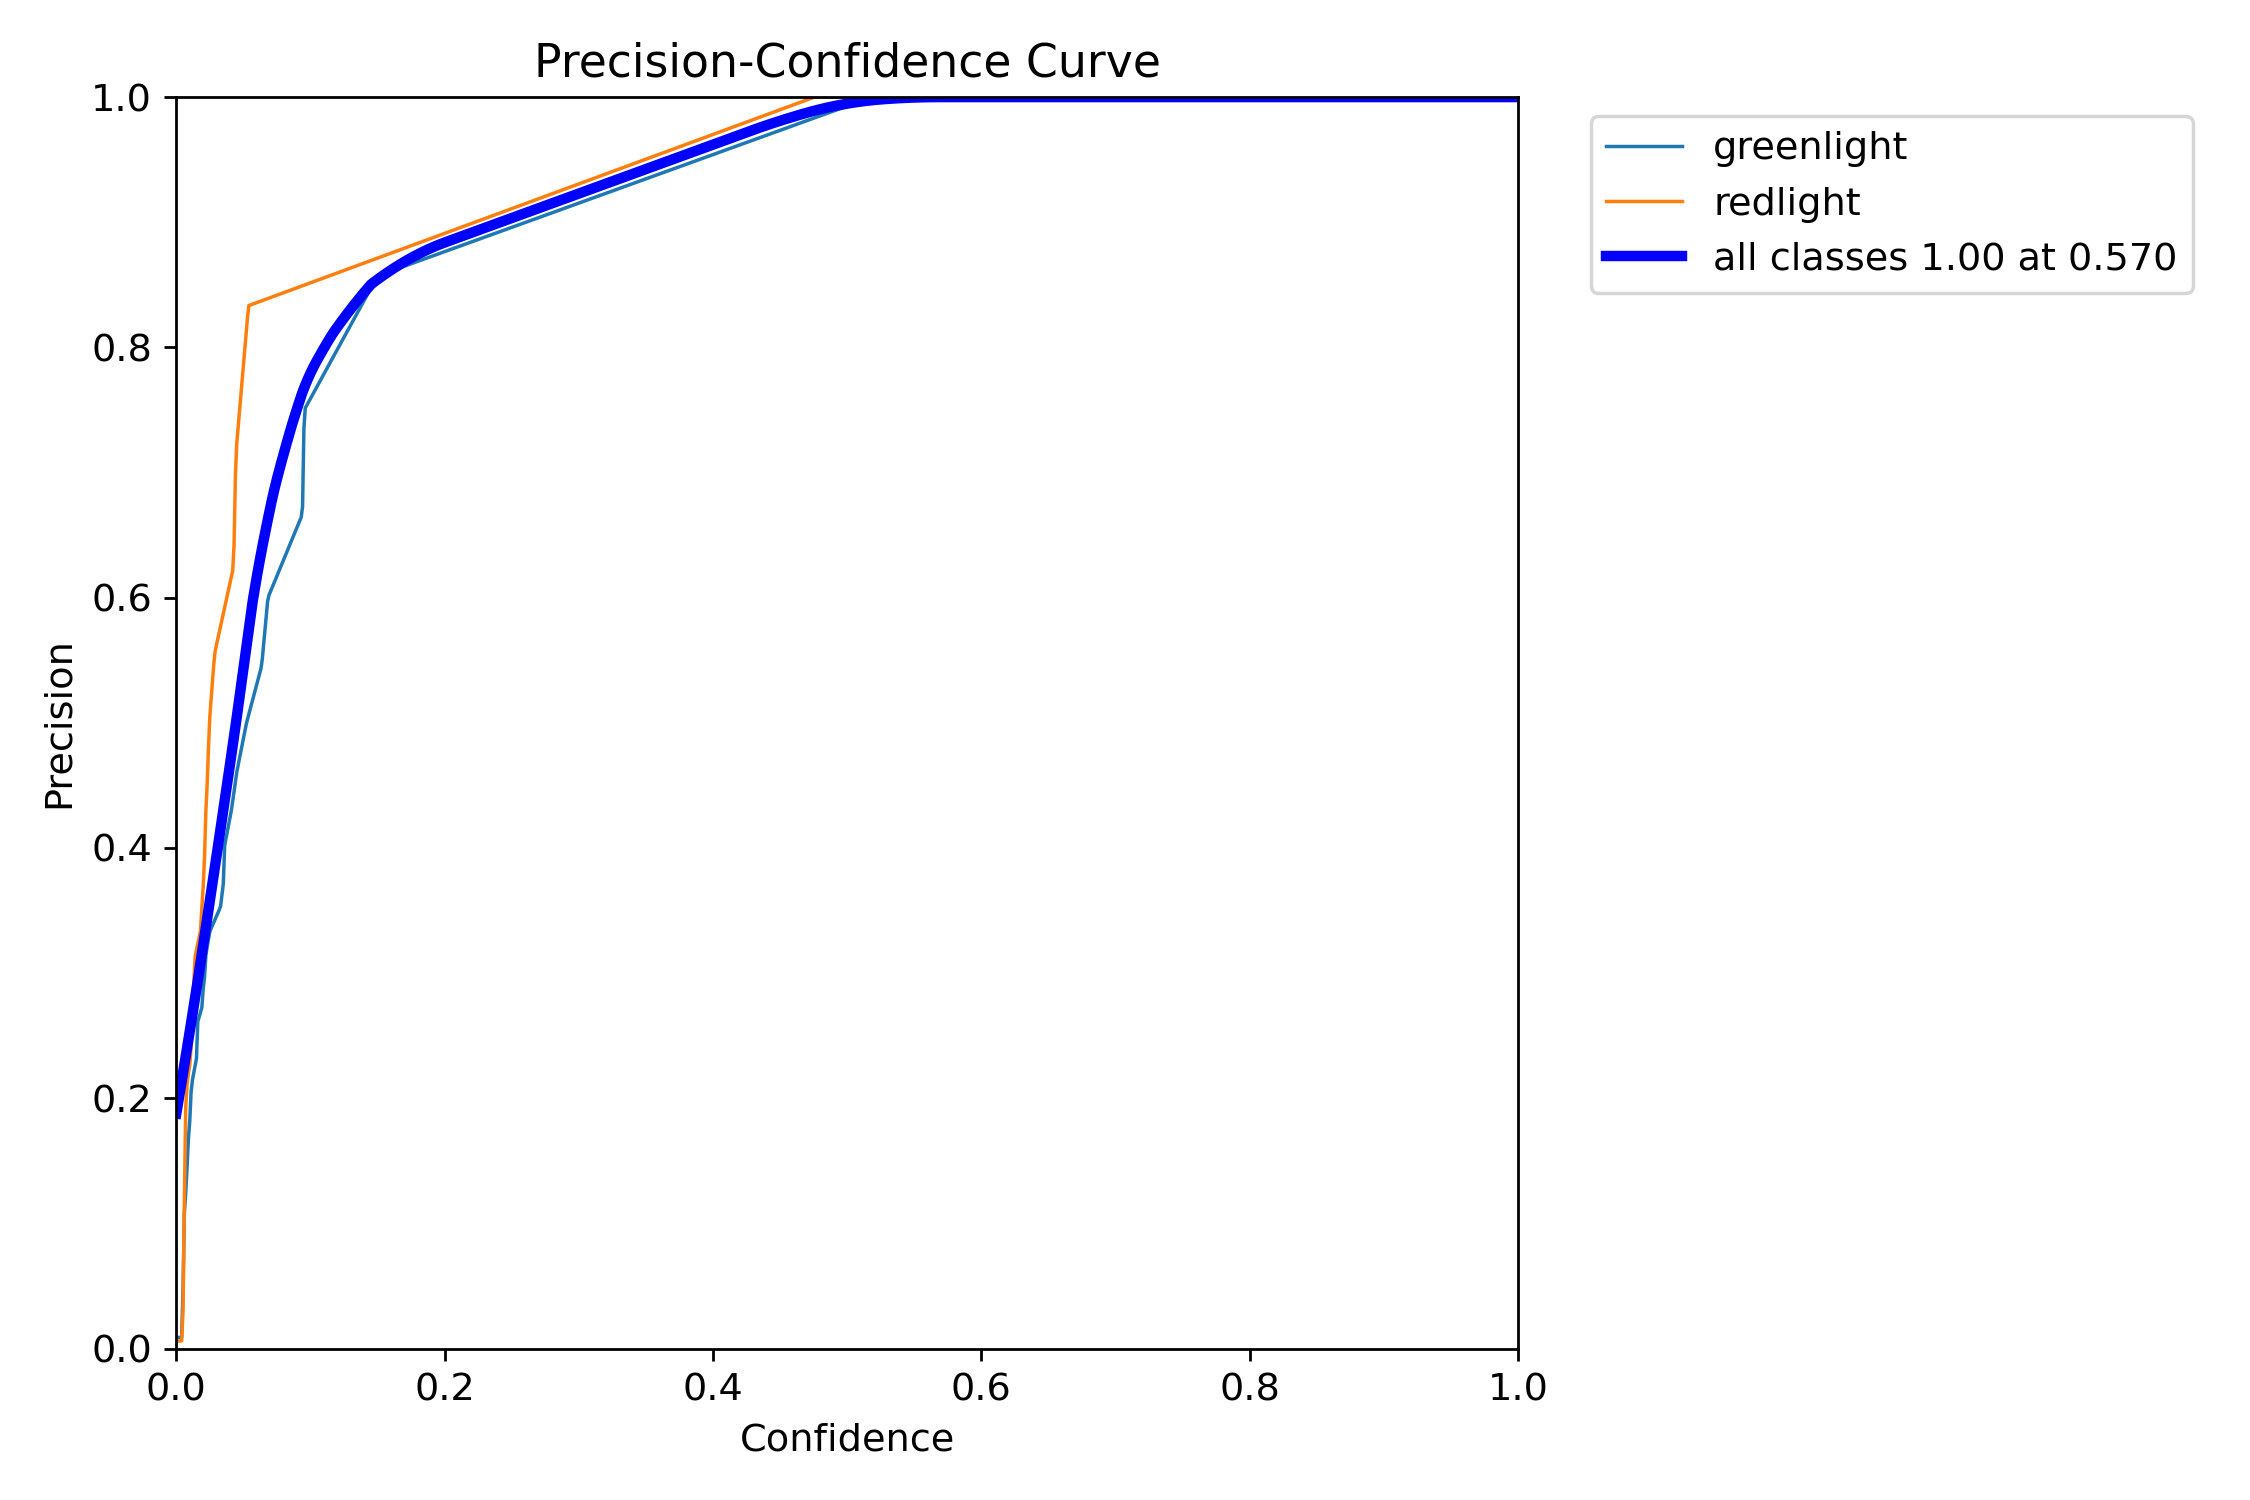 Precision-Confidence Curve
1.0
0.8
0.6
0.4
0.2
0.0
Precision
0.0 0.2 0.4 0.6 0.8 1.0
Confidence
greenlight
redlight
all classes 1.00 at 0.570